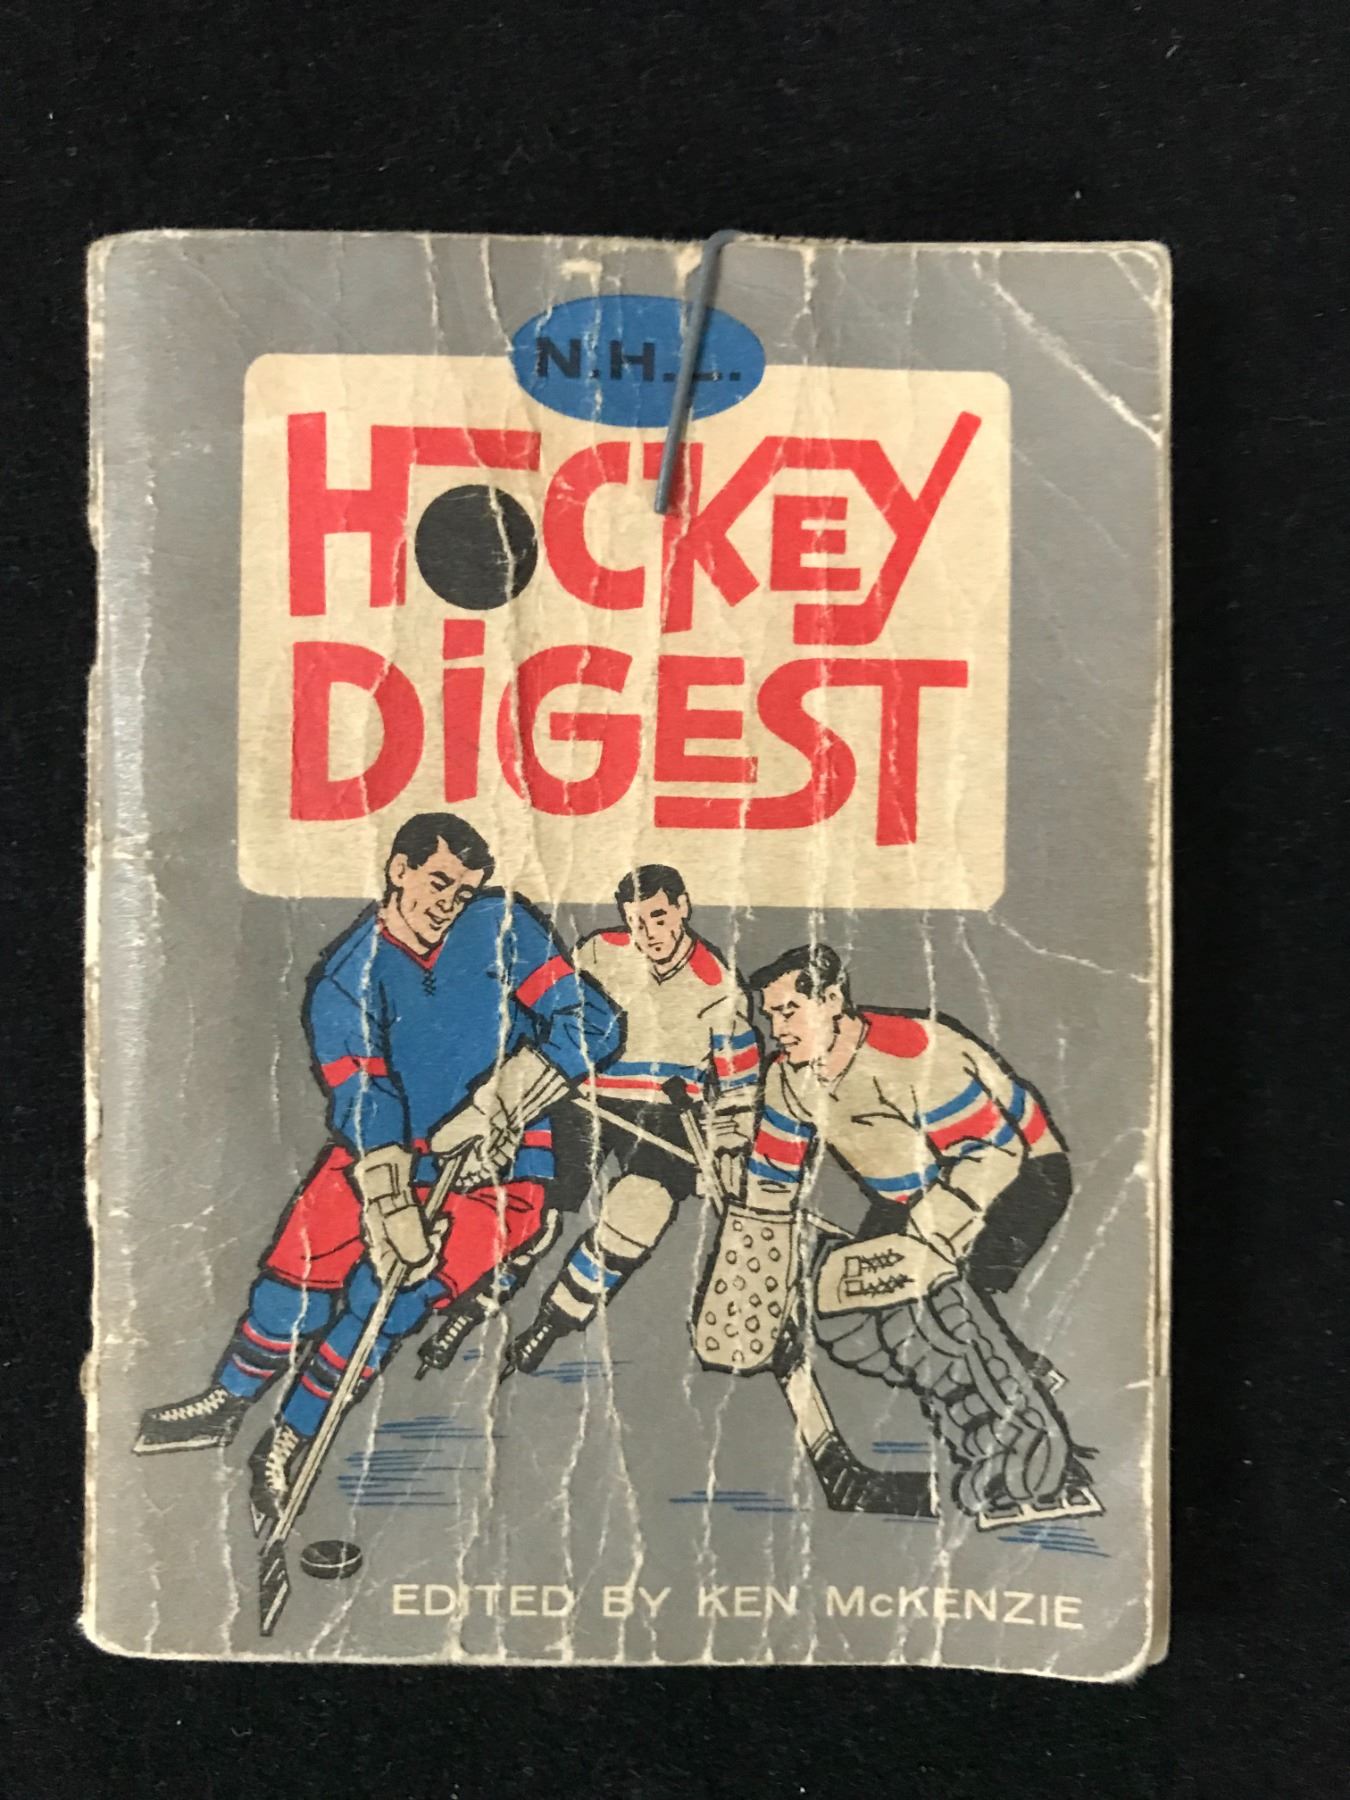 N.H.L.
HOCKEY
DIGEST
EDITED BY KEN McKENZIE